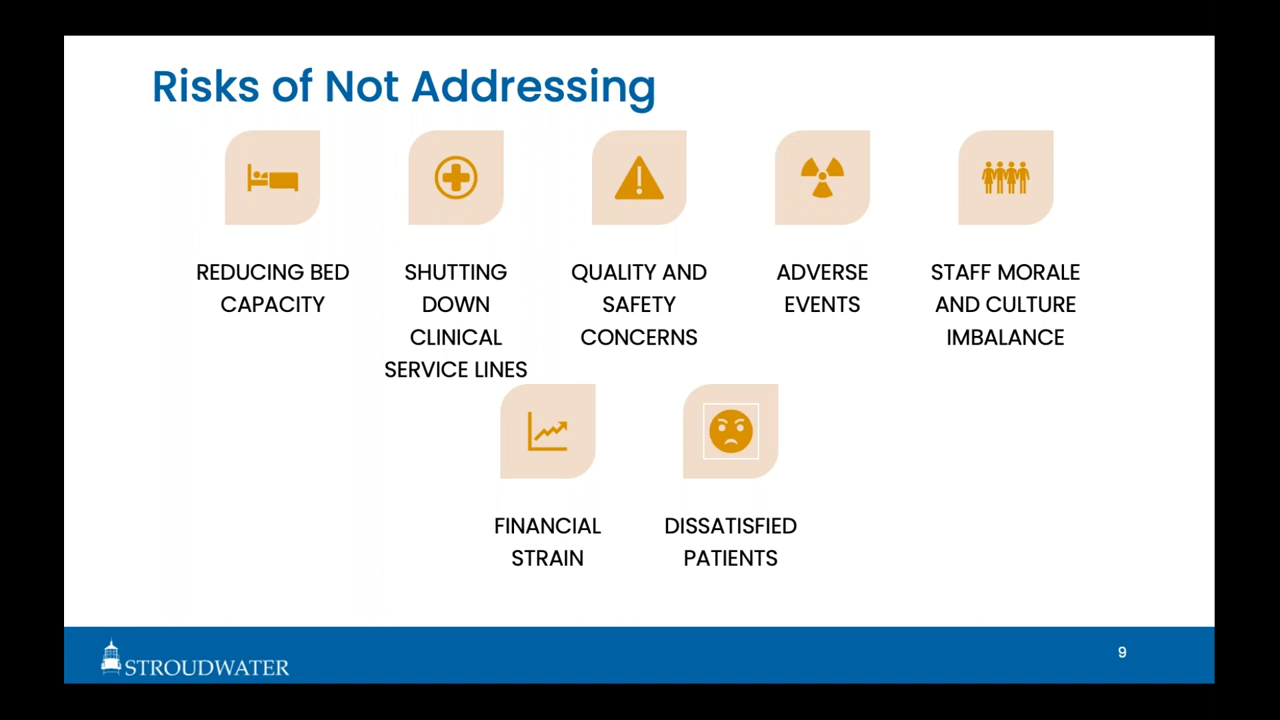 Risks of Not Addressing
REDUCING BED
CAPACITY
SHUTTING
DOWN
CLINICAL
SERVICE LINES
QUALITY AND
SAFETY
CONCERNS
ADVERSE
EVENTS
STAFF MORALE
AND CULTURE
IMBALANCE
FINANCIAL
STRAIN
DISSATISFIED
PATIENTS
STROUDWATER
9